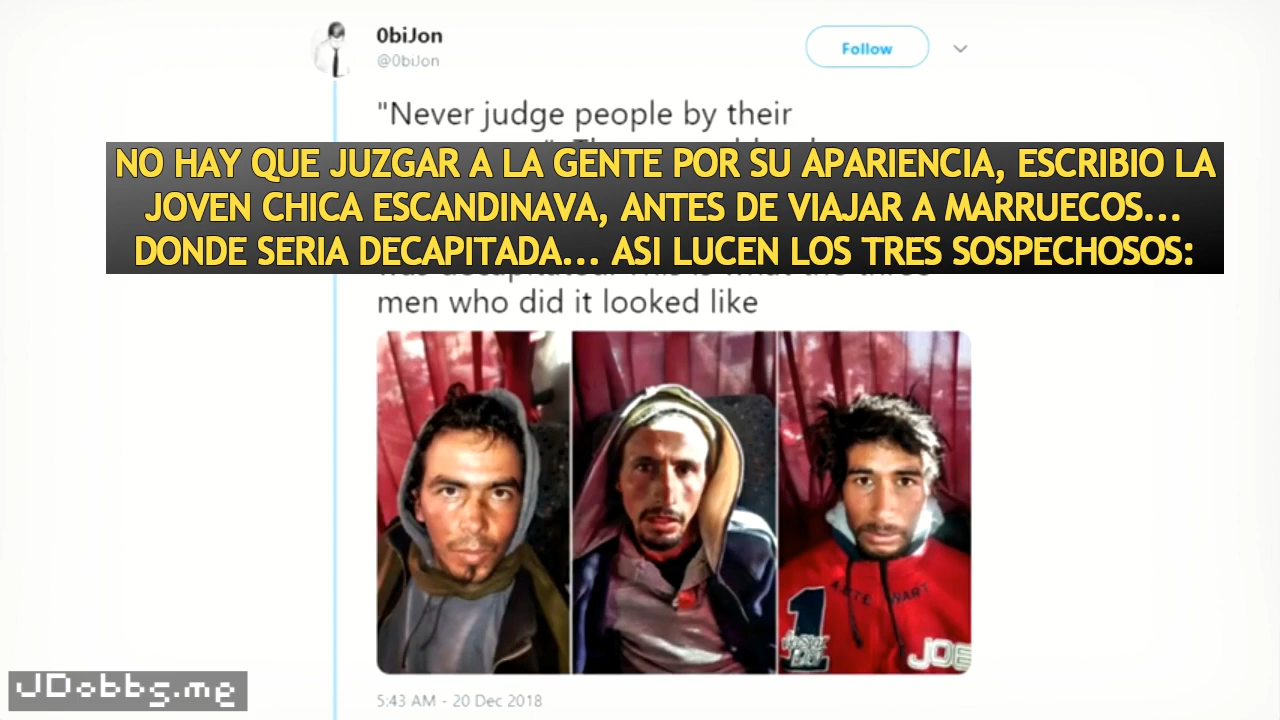 0biJon
@0biJon
Follow
"Never judge people by their
NO HAY QUE JUZGAR A LA GENTE POR SU APARIENCIA, ESCRIBIO LA
JOVEN CHICA ESCANDINAVA, ANTES DE VIAJAR A MARRUECOS...
DONDE SERIA DECAPITADA... ASI LUCEN LOS TRES SOSPECHOSOS:
men who did it looked like
1
JOE
JDobbs.me
5:43 AM - 20 Dec 2018